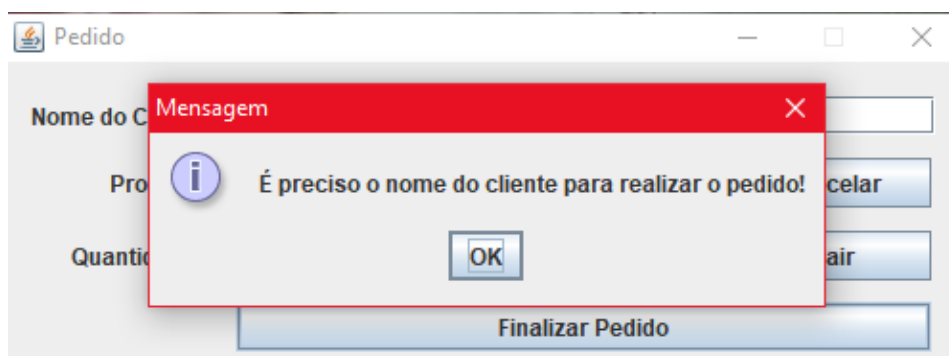 Pedido
Mensagem
Nome do C
É preciso o nome do cliente para realizar o pedido!
Pro
celar
OK
Quantid
air
Finalizar Pedido